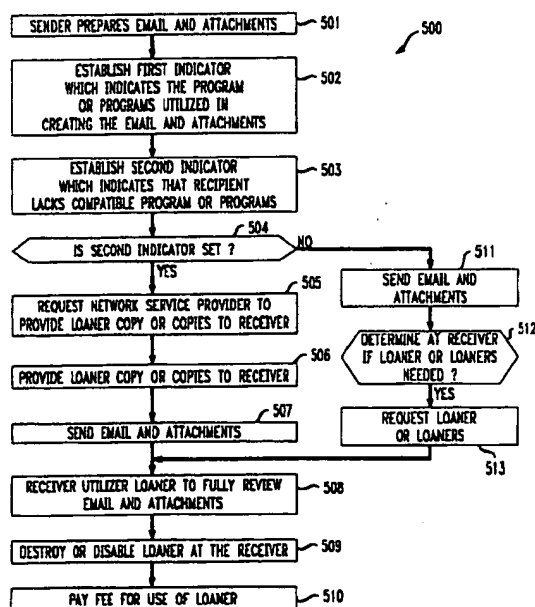 SENDER PREPARES EMAIL AND ATTACHMENTS
501
500
ESTABLISH FIRST INDICATOR
WHICH INDICATES THE PROGRAM
OR PROGRAMS UTILIZED IN
CREATING THE EMAIL AND ATTACHMENTS
502
ESTABLISH SECOND INDICATOR
WHICH INDICATES THAT RECIPIENT
LACKS COMPATIBLE PROGRAM OR PROGRAMS
503
504
IS SECOND INDICATOR SET ?
NO
YES
505
REQUEST NETWORK SERVICE PROVIDER TO
PROVIDE LOANER COPY OR COPIES TO RECEIVER
511
SEND EMAIL AND
ATTACHMENTS
506
PROVIDE LOANER COPY OR COPIES TO RECEIVER
512
DETERMINE AT RECEIVER
IF LOANER OR LOANERS
NEEDED ?
YES
507
SEND EMAIL AND ATTACHMENTS
REQUEST LOANER
OR LOANERS
513
RECEIVER UTILIZER LOANER TO FULLY REVIEW
EMAIL AND ATTACHMENTS
508
DESTROY OR DISABLE LOANER AT THE RECEIVER
509
PAY FEE FOR USE OF LOANER
510